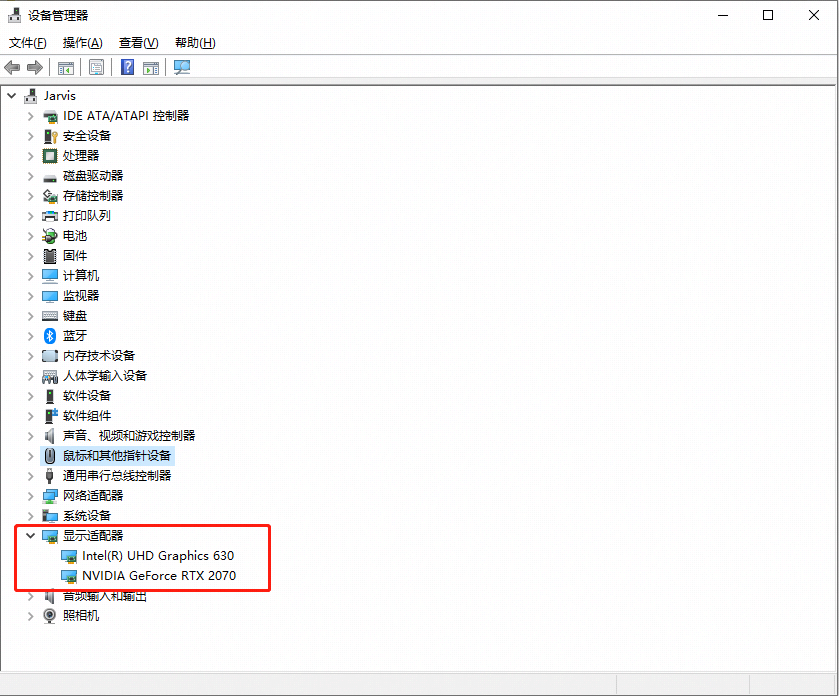 设备管理器
文件(F) 操作(A) 查看(V) 帮助(H)
Jarvis
IDE ATA/ATAPI 控制器
安全设备
处理器
磁盘驱动器
存储控制器
打印队列
电池
固件
计算机
监视器
键盘
蓝牙
内存技术设备
人体学输入设备
软件设备
软件组件
声音、视频和游戏控制器
鼠标和其他指针设备
通用串行总线控制器
网络适配器
系统设备
显示适配器
Intel(R) UHD Graphics 630
NVIDIA GeForce RTX 2070
音频输入和输出
照相机